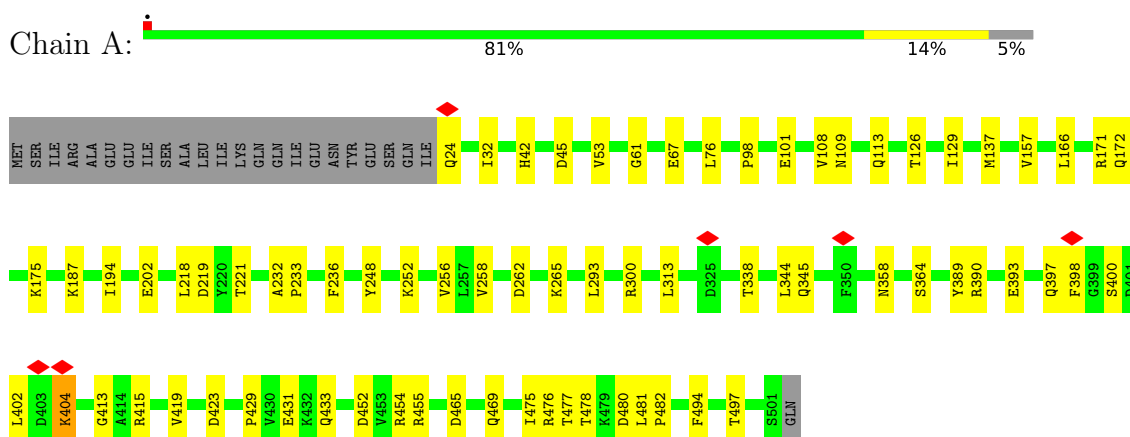 Chain A:
81% 14% 5%
MET SER ILE ARG ALA GLU GLU ILE SER ALA LEU ILE LYS GLN GLN ILE GLU ASN TYR GLU SER GLN ILE Q24 I32 H42 D45 V53 G61 E67 L76 P98 E101 V108 N109 Q113 T126 I129 M137 V157 L166 R171 Q172
K175 K187 I194 E202 L218 D219 Y220 T221 A232 P233 F236 Y248 K252 V256 L257 V258 D262 K265 L293 R300 L313 D325 T338 L344 Q345 F350 N358 S364 Y389 R390 E393 Q397 F398 G399 S400 D401
L402 D403 K404 G413 A414 R415 V419 D423 P429 V430 E431 K432 Q433 D452 V453 R454 R455 D465 Q469 I475 R476 T477 T478 K479 D480 L481 P482 F494 T497 S501 GLN